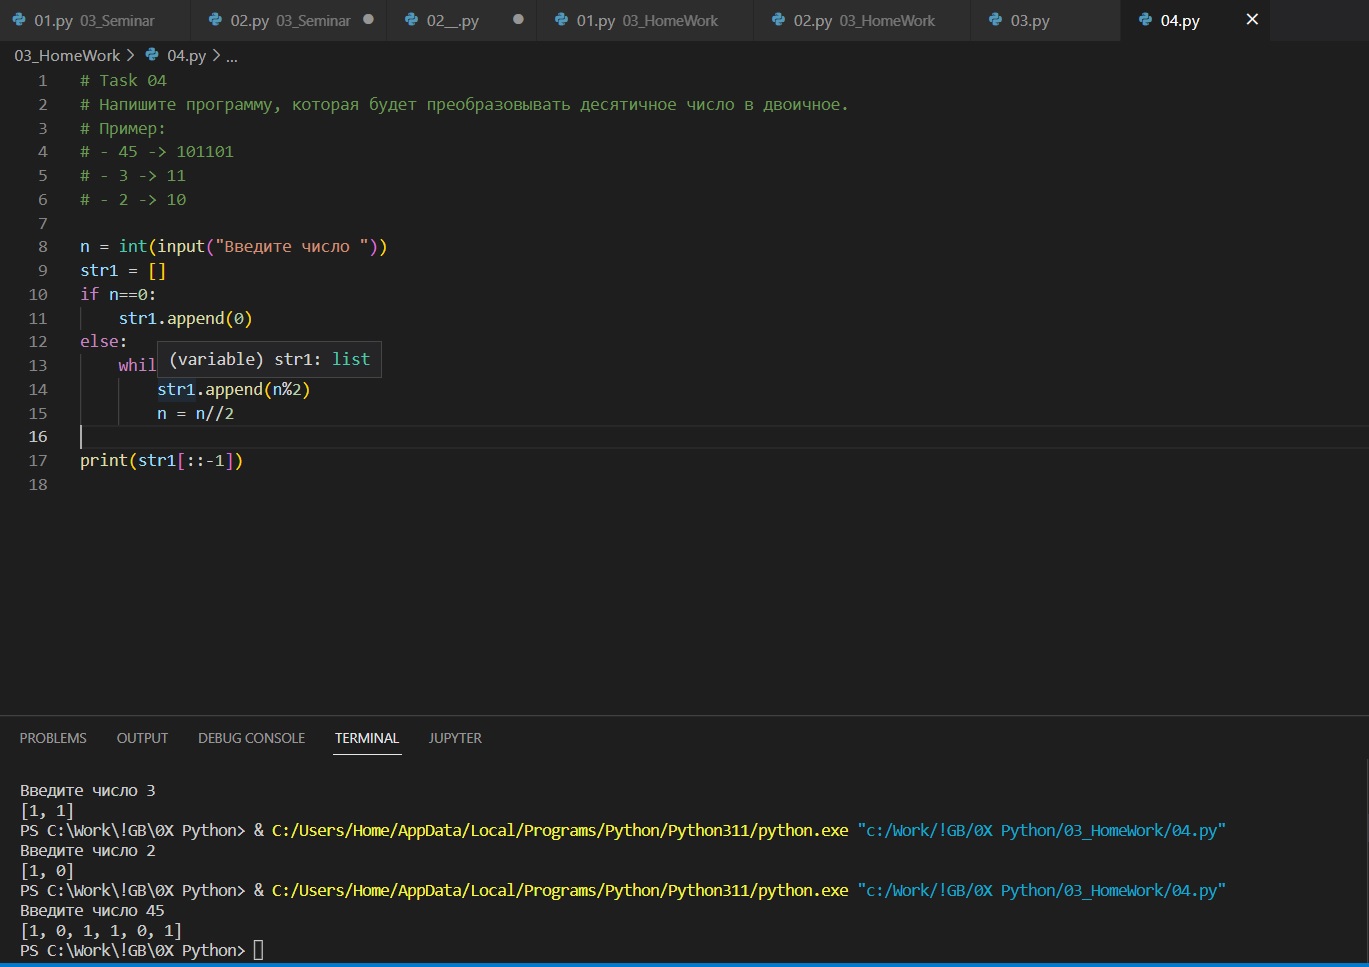 01.py 03_Seminar 02.py 03_Seminar 02__.py 01.py 03_HomeWork 02.py 03_HomeWork 03.py 04.py
03_HomeWork > 04.py > ...
1 # Task 04
2 # Напишите программу, которая будет преобразовывать десятичное число в двоичное.
3 # Пример:
4 # - 45 -> 101101
5 # - 3 -> 11
6 # - 2 -> 10
7
8 n = int(input("Введите число "))
9 str1 = []
10 if n==0:
11 str1.append(0)
12 else:
(variable) str1: list
13 whil
14 str1.append(n%2)
15 n = n//2
16
17 print(str1[::-1])
18
PROBLEMS OUTPUT DEBUG CONSOLE TERMINAL JUPYTER
Введите число 3
[1, 1]
PS C:\Work\!GB\0X Python> & C:/Users/Home/AppData/Local/Programs/Python/Python311/python.exe "c:/Work/!GB/0X Python/03_HomeWork/04.py"
Введите число 2
[1, 0]
PS C:\Work\!GB\0X Python> & C:/Users/Home/AppData/Local/Programs/Python/Python311/python.exe "c:/Work/!GB/0X Python/03_HomeWork/04.py"
Введите число 45
[1, 0, 1, 1, 0, 1]
PS C:\Work\!GB\0X Python>